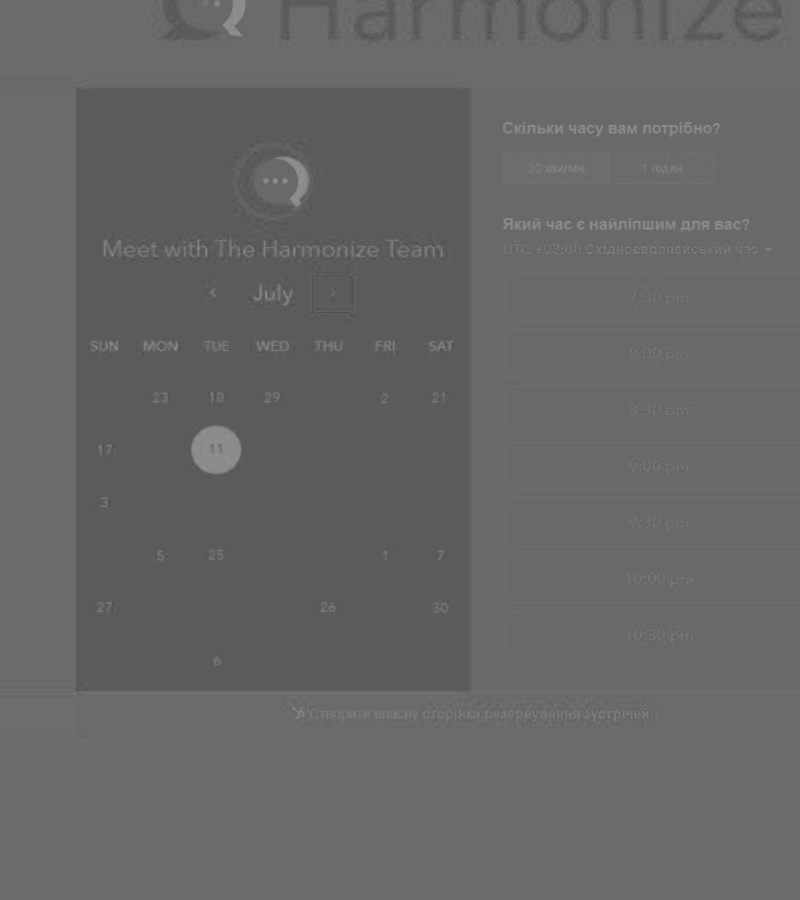 Harmonize
Meet with The Harmonize Team
‹ July ›
SUN MON TUE WED THU FRI SAT
23 18 29 2 21
17 11
3
5 25 1 7
27 26 30
6
Скільки часу вам потрібно?
30 хвилин 1 годин
Який час є найліпшим для вас?
UTC +03:00 Східноєвропейський час
7:30 pm
8:00 pm
8:30 pm
9:00 pm
9:30 pm
10:00 pm
10:30 pm
Створити власну сторінка резервування зустрічей